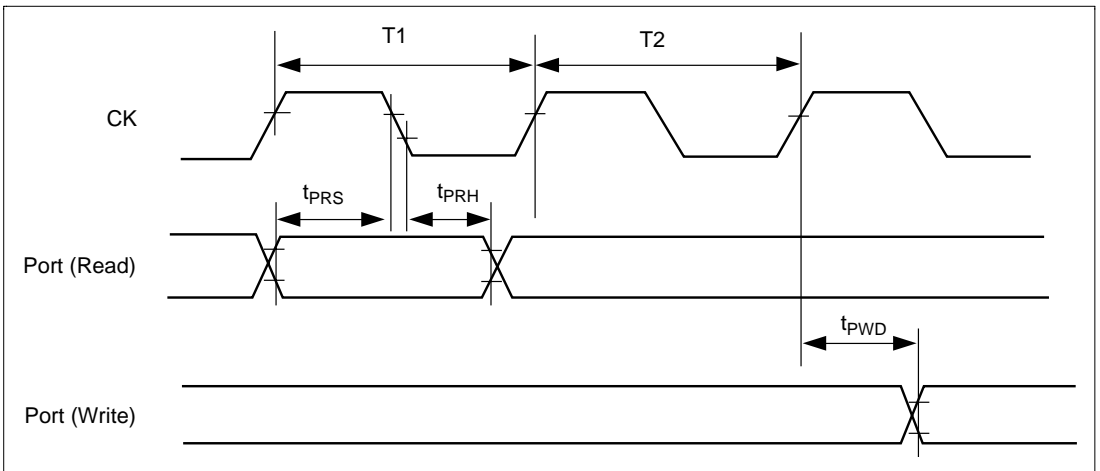 T1
T2
CK
tPRS
tPRH
Port (Read)
tPWD
Port (Write)